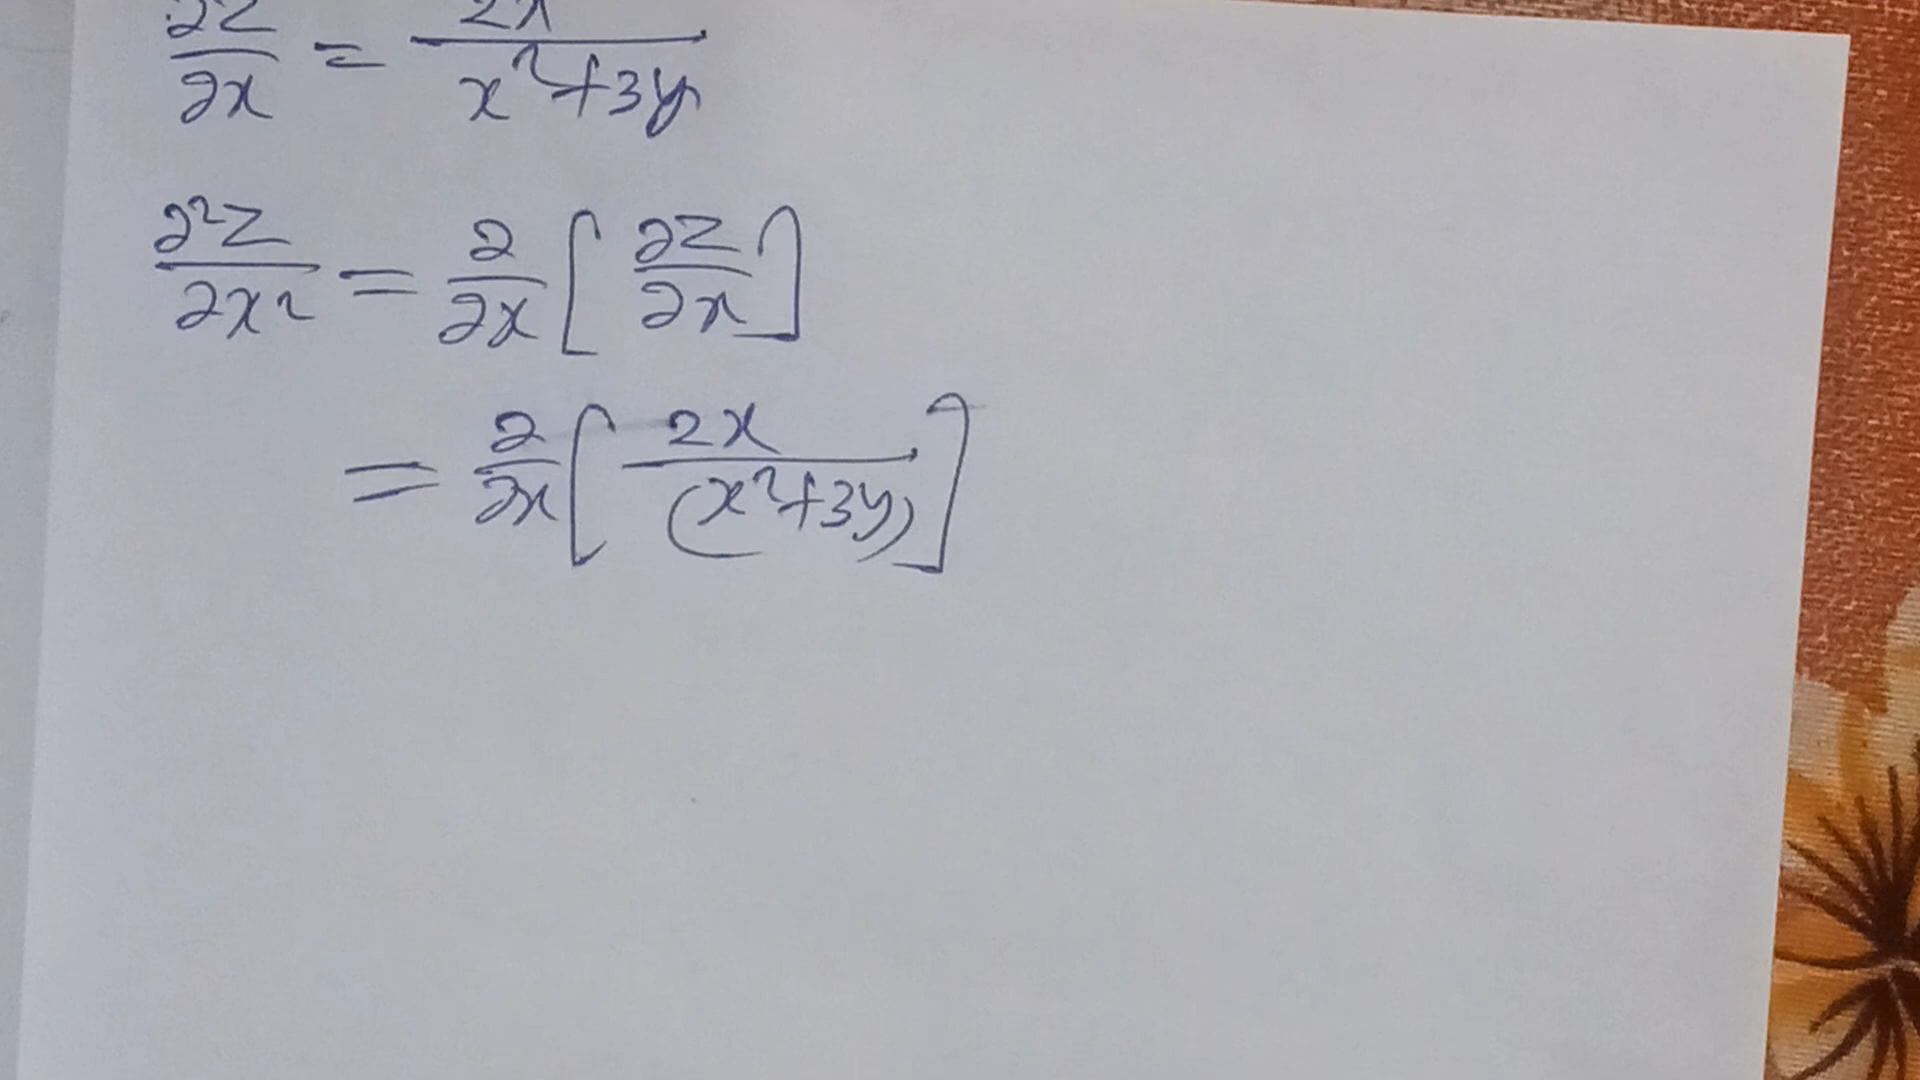 ∂z/∂x = 2x/(x²+3y)
∂²z/∂x² = ∂/∂x [∂z/∂x]
= ∂/∂x [2x/(x²+3y)]